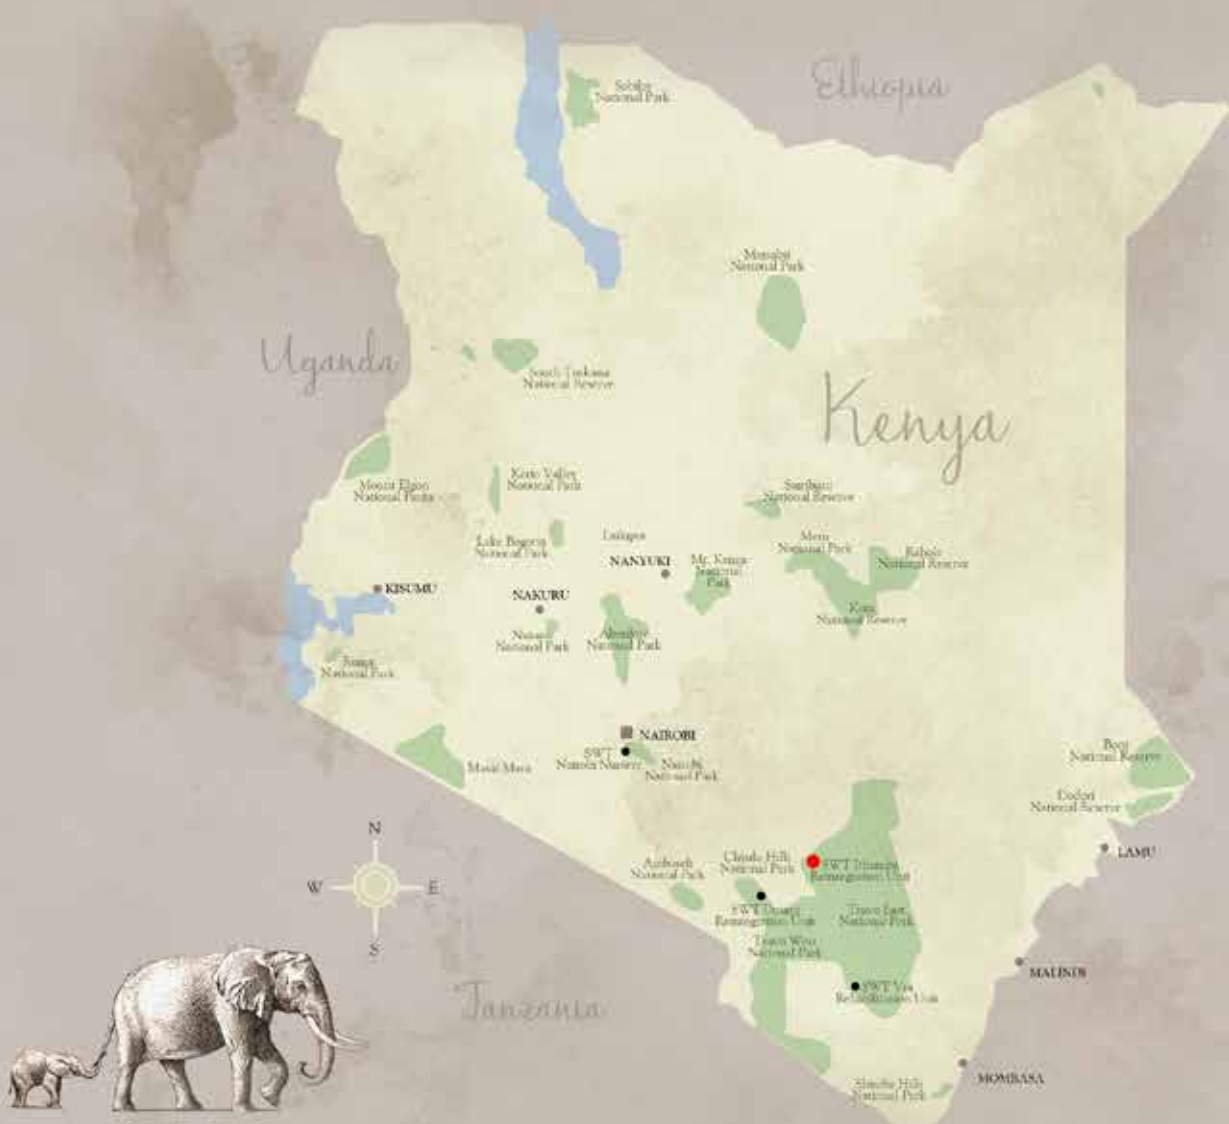 Ethiopia
Sibiloi
National Park
Marsabit
National Park
Uganda
South Turkana
National Reserve
Kenya
Mount Elgon
National Parks
Kerio Valley
National Park
Samburu
National Reserve
Lake Bogoria
National Park
Laikipia
NANYUKI
Mt. Kenya
National
Park
Meru
National Park
National Reserve
KISUMU
NAKURU
Kora
National Reserve
National Park
Aberdare
National Park
Ruma
National Park
NAIROBI
SWT
Nairobi Nursery
Nairobi
National Park
Masai Mara
Boni
National Reserve
Dodori
National Reserve
LAMU
N
W
E
S
Amboseli
National Park
Chyulu Hills
National Park
SWT Ithumba
Reintegration Unit
SWT Umani
Reintegration Unit
Tsavo East
National Park
Tsavo West
National Park
MALINDI
SWT Voi
Unit
Tanzania
MOMBASA
Shimba Hills
National Park